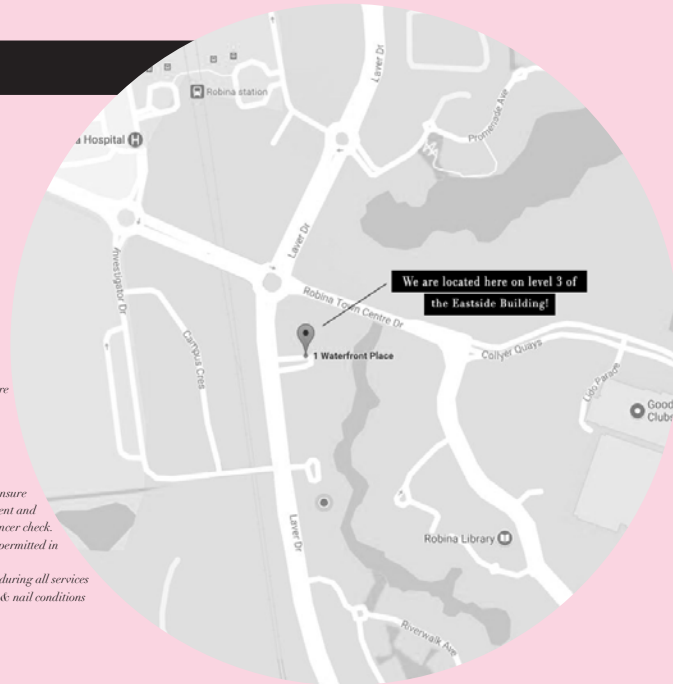 Robina station
Hospital H
Laver Dr
Promenade Ave
Laver Dr
Investigator Dr
We are located here on level 3 of
the Eastside Building!
Robina Town Centre Dr
1 Waterfront Place
Campus Cres
Collyer Quays
Lido Parade
Good
Robina Library
Laver Dr
Riverwalk Ave
re
nsure
ent and
ncer check.
permitted in
during all services
& nail conditions